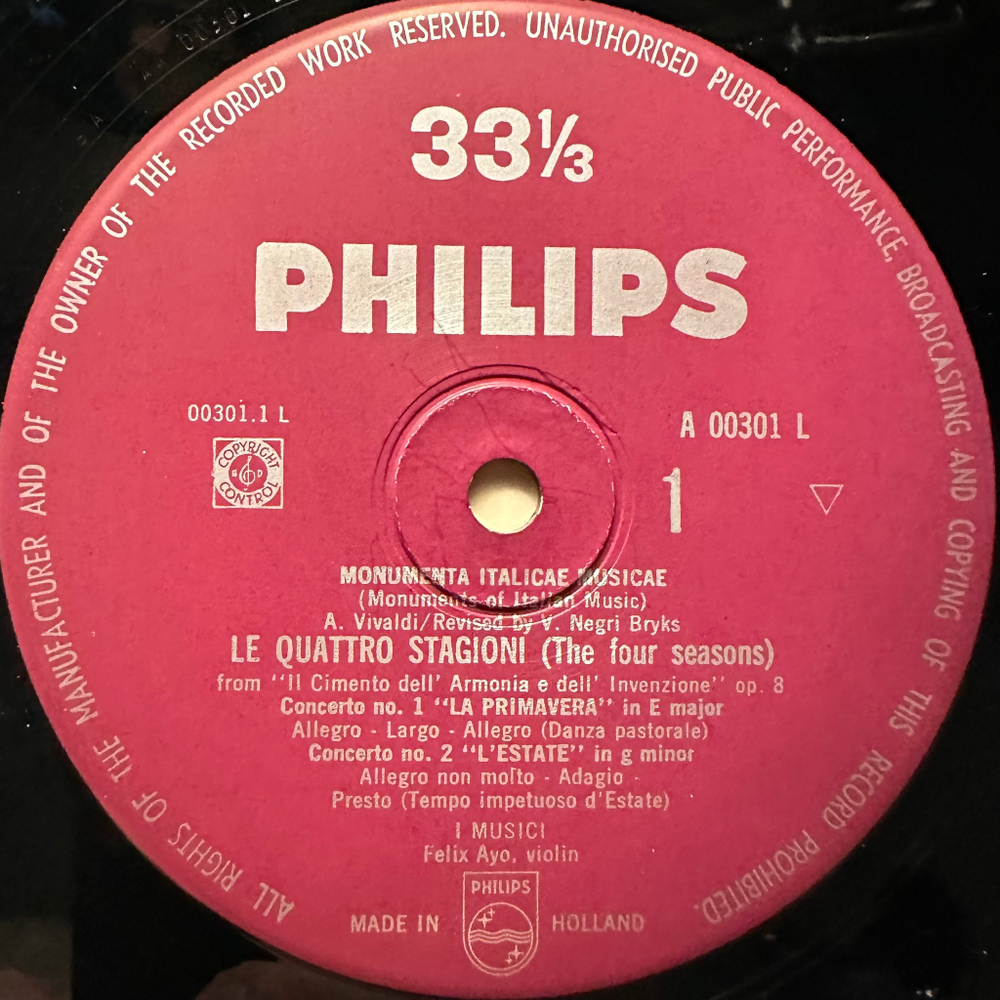 ALL RIGHTS OF THE MANUFACTURER AND OF THE OWNER OF THE RECORDED WORK RESERVED. UNAUTHORISED PUBLIC PERFORMANCE, BROADCASTING AND COPYING OF THIS RECORD PROHIBITED.
33⅓
PHILIPS
00301.1 L
A 00301 L
COPYRIGHT
CONTROL
1
MONUMENTA ITALICAE MUSICAE
(Monuments of Italian Music)
A. Vivaldi/Revised by V. Negri Bryks
LE QUATTRO STAGIONI (The four seasons)
from "Il Cimento dell' Armonia e dell' Invenzione" op. 8
Concerto no. 1 "LA PRIMAVERA" in E major
Allegro - Largo - Allegro (Danza pastorale)
Concerto no. 2 "L'ESTATE" in g minor
Allegro non molto - Adagio -
Presto (Tempo impetuoso d'Estate)
I MUSICI
Felix Ayo, violin
PHILIPS
MADE IN HOLLAND